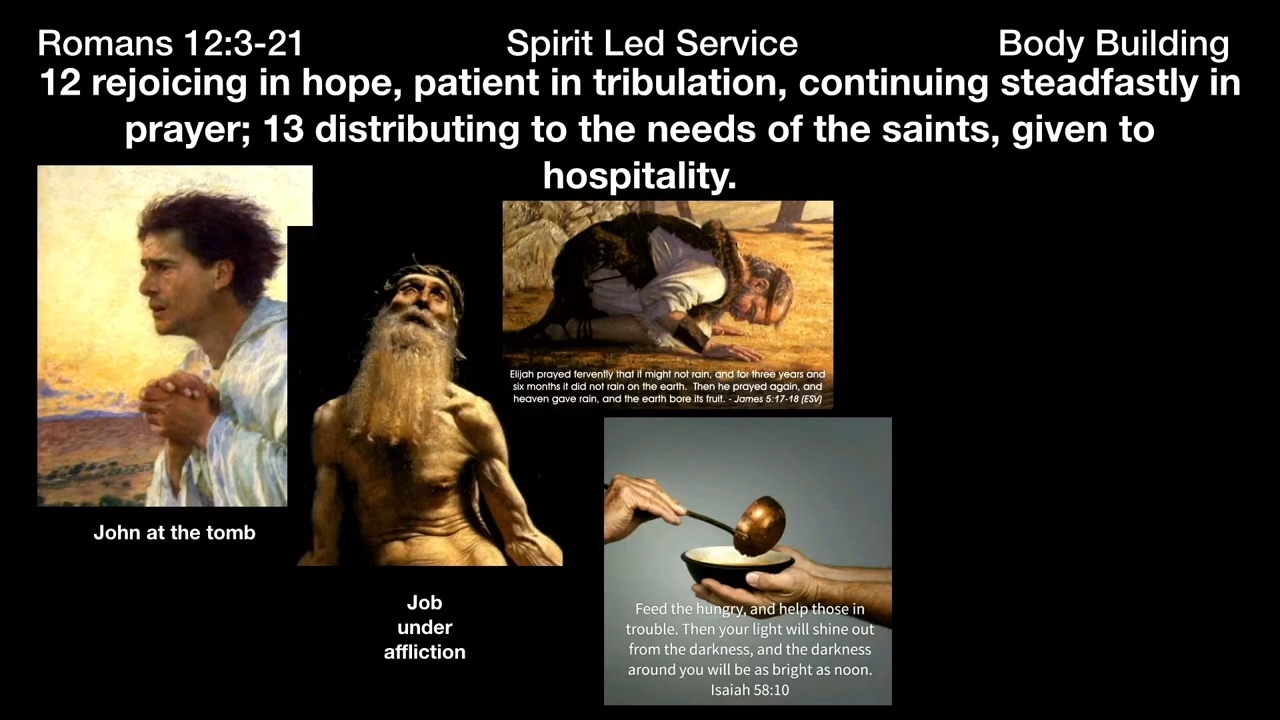 Romans 12:3-21
Spirit Led Service
Body Building
12 rejoicing in hope, patient in tribulation, continuing steadfastly in
prayer; 13 distributing to the needs of the saints, given to
hospitality.
Elijah prayed fervently that it might not rain, and for three years and
six months it did not rain on the earth. Then he prayed again, and
heaven gave rain, and the earth bore its fruit. - James 5:17-18 (ESV)
John at the tomb
Job
under
affliction
Feed the hungry, and help those in
trouble. Then your light will shine out
from the darkness, and the darkness
around you will be as bright as noon.
Isaiah 58:10